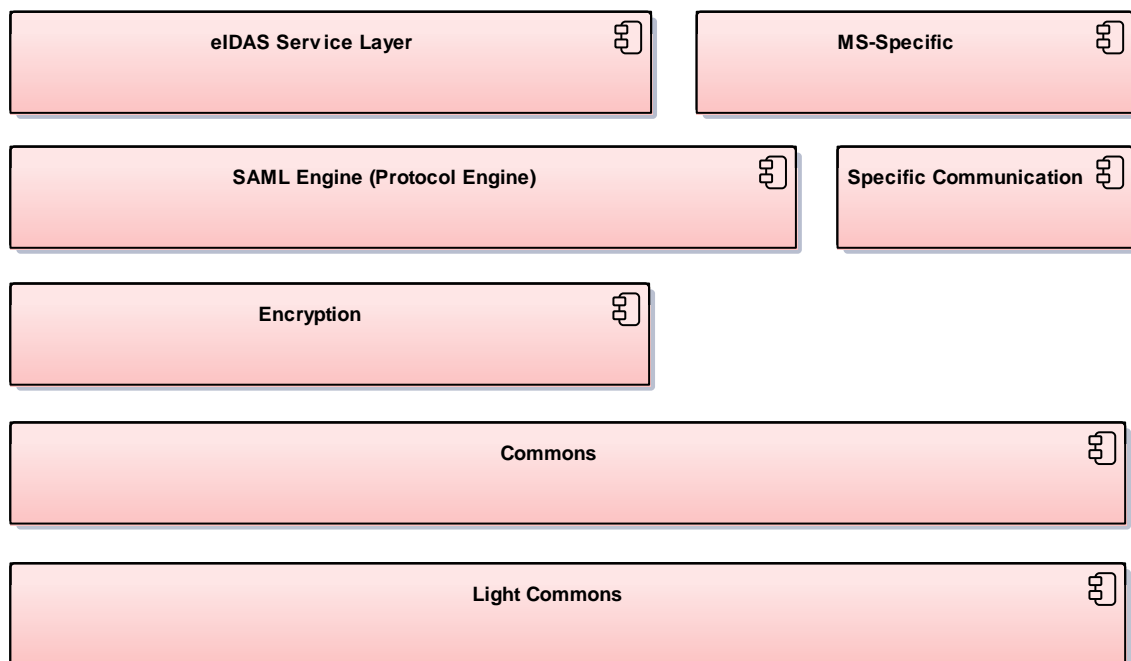 eIDAS Service Layer
MS-Specific
SAML Engine (Protocol Engine)
Specific Communication
Encryption
Commons
Light Commons